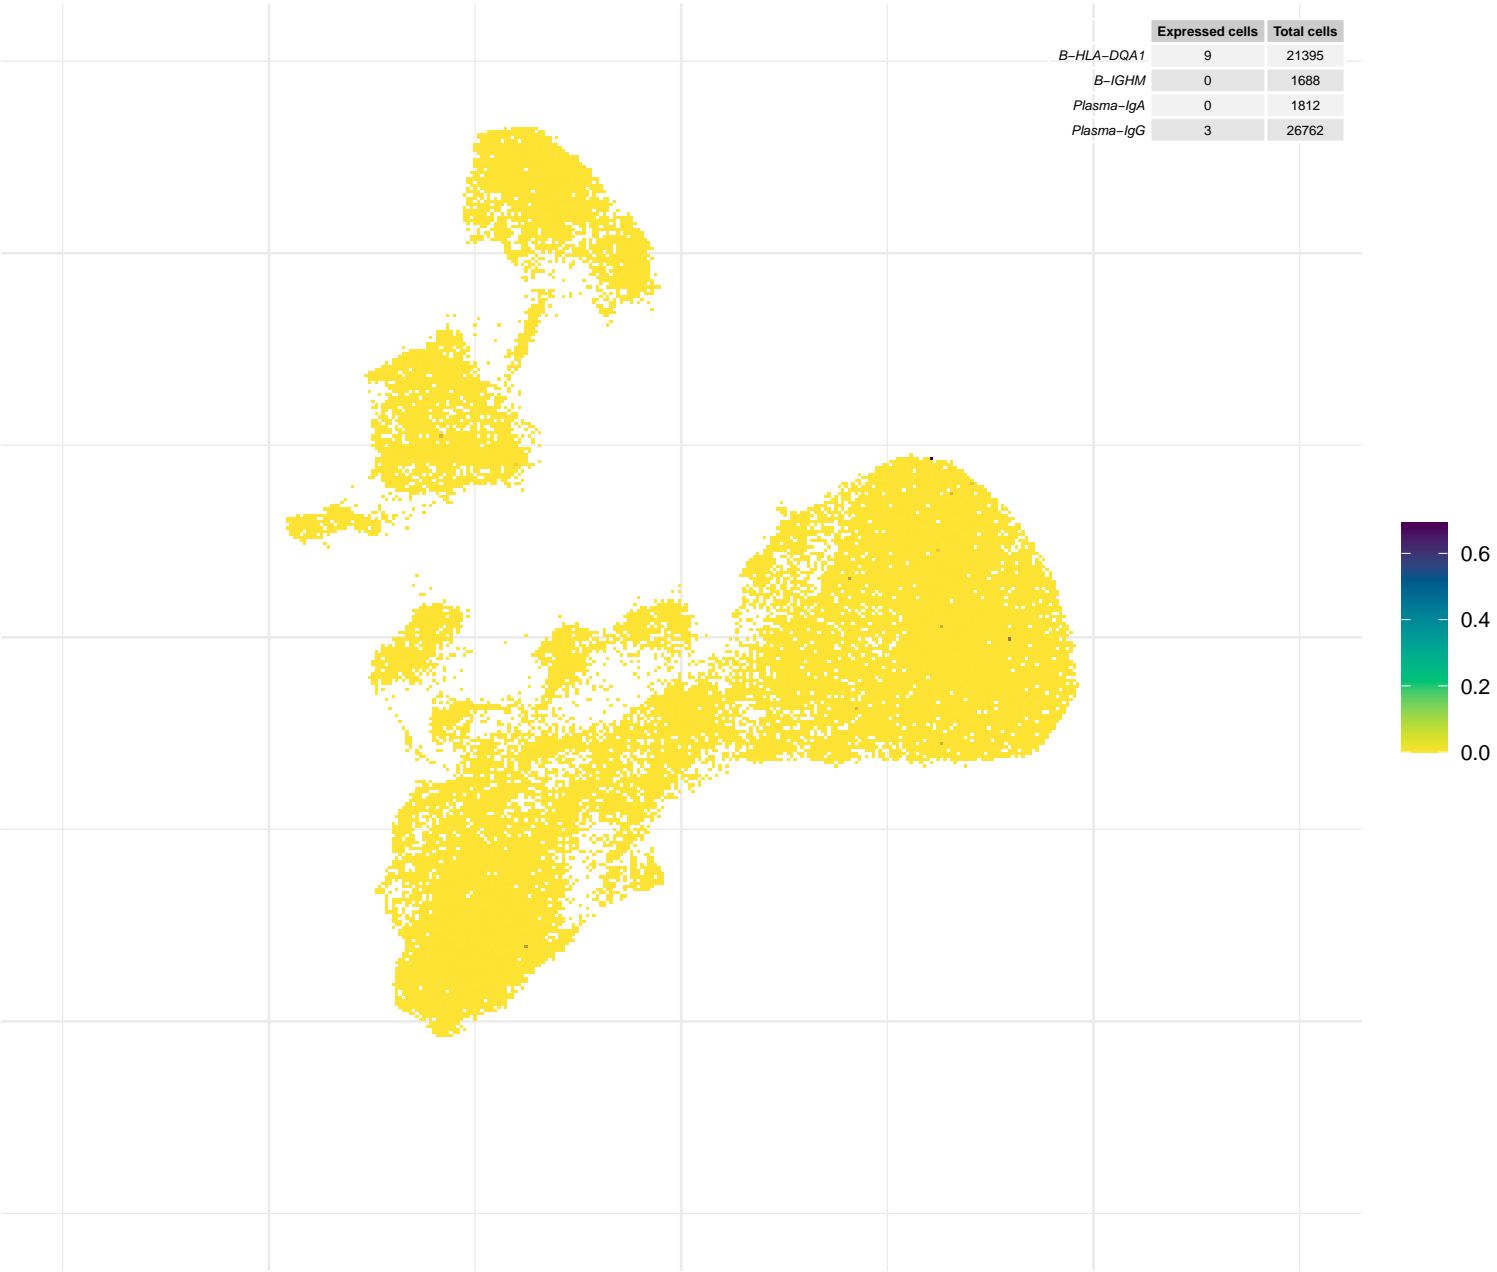 Expressed cells Total cells
B−HLA−DQA1 9 21395
B−IGHM 0 1688
Plasma−IgA 0 1812
Plasma−IgG 3 26762
0.6
0.4
0.2
0.0